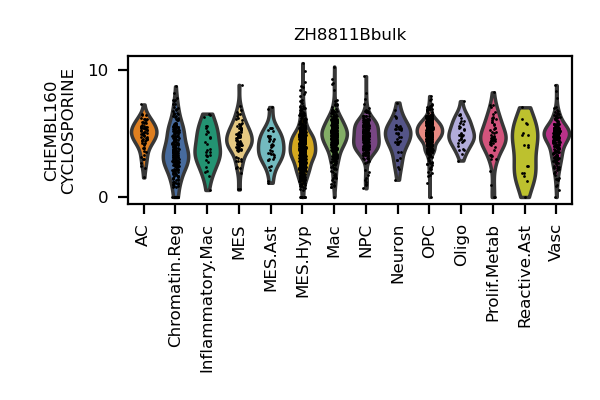 ZH8811Bbulk
CHEMBL160
CYCLOSPORINE
10
0
AC
Chromatin.Reg
Inflammatory.Mac
MES
MES.Ast
MES.Hyp
Mac
NPC
Neuron
OPC
Oligo
Prolif.Metab
Reactive.Ast
Vasc